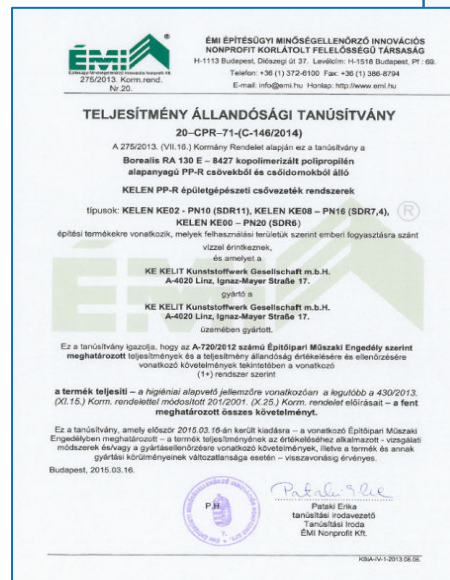 ÉMI ÉPÍTÉSÜGYI MINŐSÉGELLENŐRZŐ INNOVÁCIÓS
NONPROFIT KORLÁTOLT FELELŐSSÉGŰ TÁRSASÁG
H-1113 Budapest, Diószegi út 37. Levélcím: H-1518 Budapest, Pf : 69.
Telefon: +36 (1) 372-6100 Fax: +36 (1) 386-8794
E-mail: info@emi.hu Honlap: http://www.emi.hu
ÉMI
275/2013. Korm.rend.
Nr.20.
TELJESÍTMÉNY ÁLLANDÓSÁGI TANÚSÍTVÁNY
20–CPR–71–(C-146/2014)
A 275/2013. (VII.16.) Kormány Rendelet alapján ez a tanúsítvány a
Borealis RA 130 E – 8427 kopolimerizált polipropilén
alapanyagú PP-R csövekből és csőidomokból álló
KELEN PP-R épületgépészeti csővezeték rendszerek
típusok: KELEN KE02 - PN10 (SDR11), KELEN KE08 – PN16 (SDR7,4),
KELEN KE00 – PN20 (SDR6)
építési termékekre vonatkozik, melyek felhasználási területük szerint emberi fogyasztásra szánt
vízzel érintkeznek,
és amelyet a
KE KELIT Kunststoffwerk Gesellschaft m.b.H.
A-4020 Linz, Ignaz-Mayer Straße 17.
gyártó a
KE KELIT Kunststoffwerk Gesellschaft m.b.H.
A-4020 Linz, Ignaz-Mayer Straße 17.
üzemében gyártott.
Ez a tanúsítvány igazolja, hogy az A-720/2012 számú Építőipari Műszaki Engedély szerint
meghatározott teljesítmények és a teljesítmény állandóság értékelésére és ellenőrzésére
vonatkozó követelmények tekintetében a vonatkozó
(1+) rendszer szerint
a termék teljesíti – a higiéniai alapvető jellemzőre vonatkozóan a legutóbb a 430/2013.
(XI.15.) Korm. rendelettel módosított 201/2001. (X.25.) Korm. rendelet előírásait – a fent
meghatározott összes követelményt.
Ez a tanúsítvány, amely először 2015.03.16-án került kiadásra – a vonatkozó Építőipari Műszaki
Engedélyben meghatározott – a termék teljesítményének az értékeléséhez alkalmazott - vizsgálati
módszerek és/vagy a gyártásellenőrzésre vonatkozó követelmények, illetve a termék és annak
gyártási körülményeinek változatlansága esetén – visszavonásig érvényes.
Budapest, 2015.03.16.
P.H.
Pataki Erika
tanúsítási irodavezető
Tanúsítási Iroda
ÉMI Nonprofit Kft.